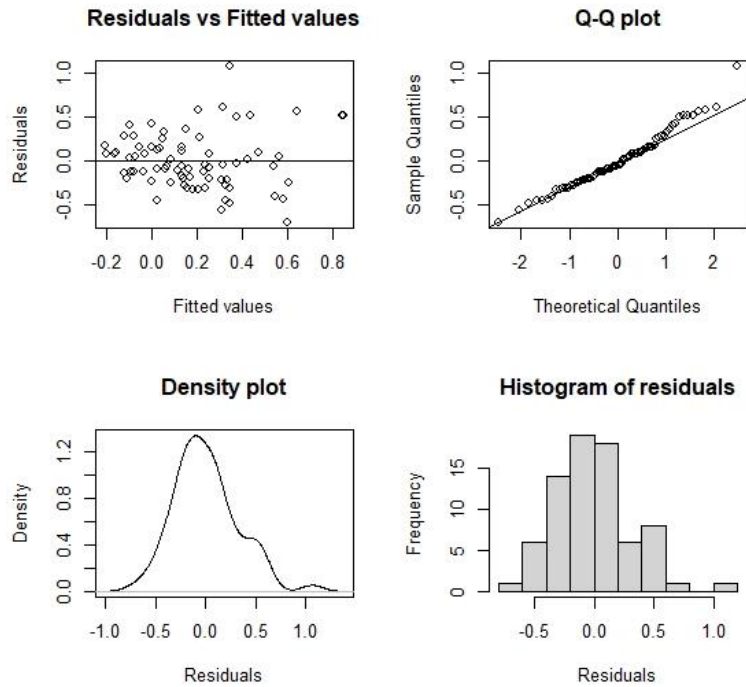 Residuals vs Fitted values
Residuals
-0.5 0.0 0.5 1.0
-0.2 0.0 0.2 0.4 0.6 0.8
Fitted values
Q-Q plot
Sample Quantiles
-0.5 0.0 0.5 1.0
-2 -1 0 1 2
Theoretical Quantiles
Density plot
Density
0.0 0.4 0.8 1.2
-1.0 -0.5 0.0 0.5 1.0
Residuals
Histogram of residuals
Frequency
0 5 10 15
-0.5 0.0 0.5 1.0
Residuals